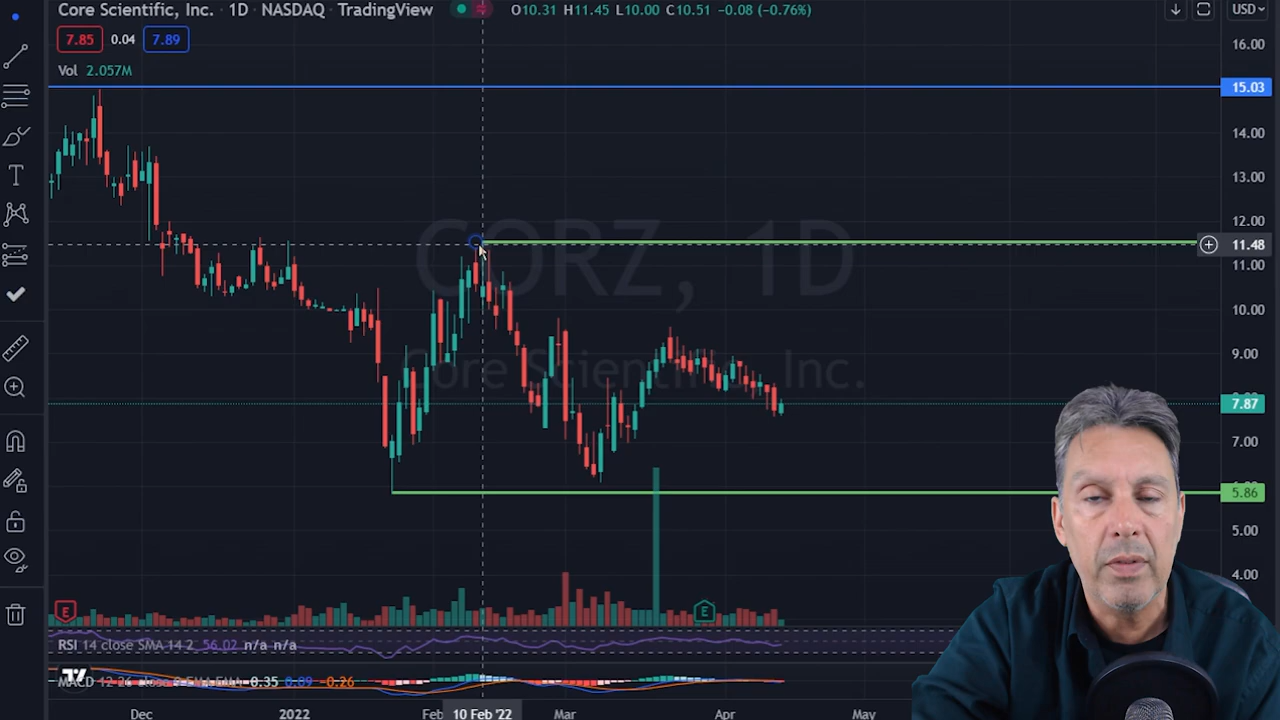 Core Scientific, Inc. · 1D · NASDAQ · TradingView
O10.31 H11.45 L10.00 C10.51 −0.08 (−0.76%)
USD
7.85 0.04 7.89
Vol 2.057M
16.00
15.03
14.00
13.00
12.00
11.48
11.00
10.00
9.00
7.87
7.00
5.86
5.00
4.00
CORZ, 1D
Core Scientific, Inc.
T
E
E
RSI 14 close SMA 14 2 56.02 n/a n/a
MACD 12 26 close 9 EMA EMA −0.35 −0.26
Dec 2022 Feb 10 Feb '22 Mar Apr May